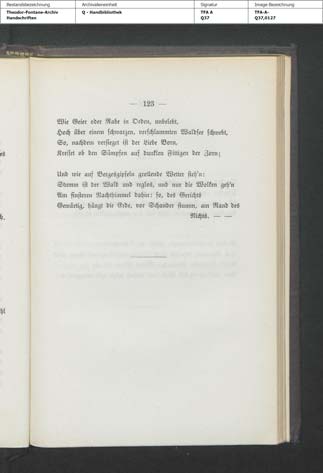 Bestandsbezeichnung Archivalieneinheit Signatur Image Bezeichnung
Theodor-Fontane-Archiv Handschriften Q - Handbibliothek TFA A Q37 TFA-A-Q37,0127
— 125 —
Wie Geier oder Rabe in Oeden, unbelebt,
Hoch über einem schwarzen, verschlammten Waldsee schwebt,
So, nachdem versieget ist der Liebe Born,
Kreiset ob den Sümpfen auf dunklen Fittigen der Zorn;
Und wie auf Bergesgipfeln grollende Wetter steh'n:
Stumm ist der Wald und reglos, und nur die Wolken geh'n
Am finsteren Nachthimmel dahin: so, des Gerichts
Gewärtig, hängt die Erde, vor Schauder stumm, am Rand des
Nichts. — —